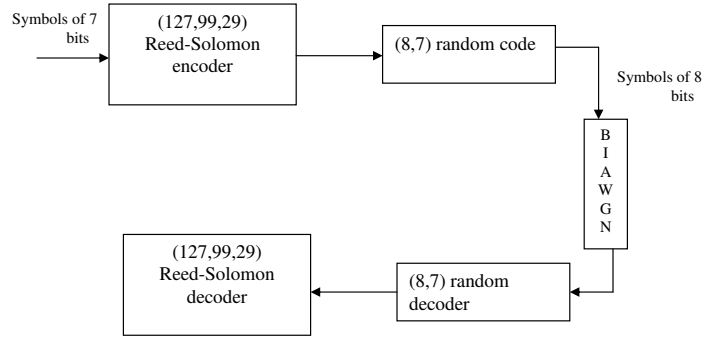 Symbols of 7
bits
(127,99,29)
Reed-Solomon
encoder
(8,7) random code
Symbols of 8
bits
B
I
A
W
G
N
(127,99,29)
Reed-Solomon
decoder
(8,7) random
decoder